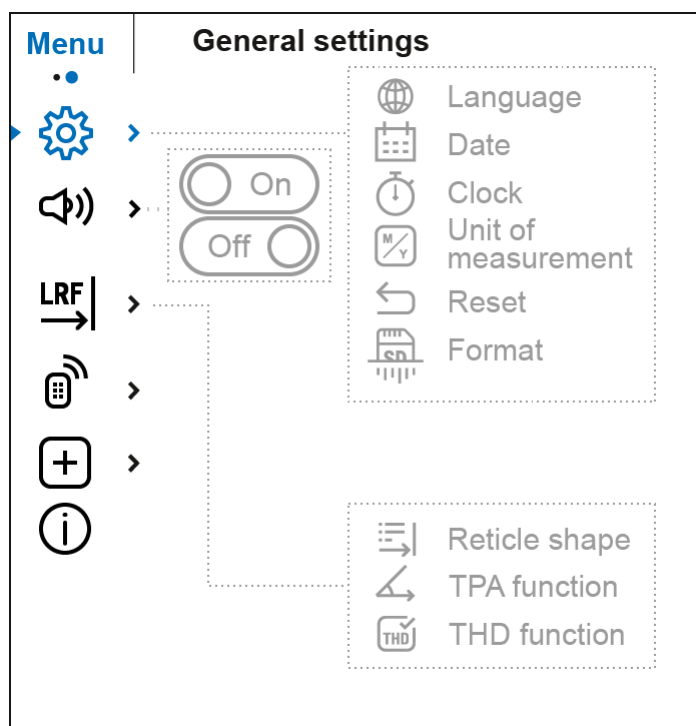 Menu
General settings
Language
Date
On
Clock
Off
M/Y
Unit of
measurement
LRF
Reset
SD
Format
Reticle shape
TPA function
THD
THD function